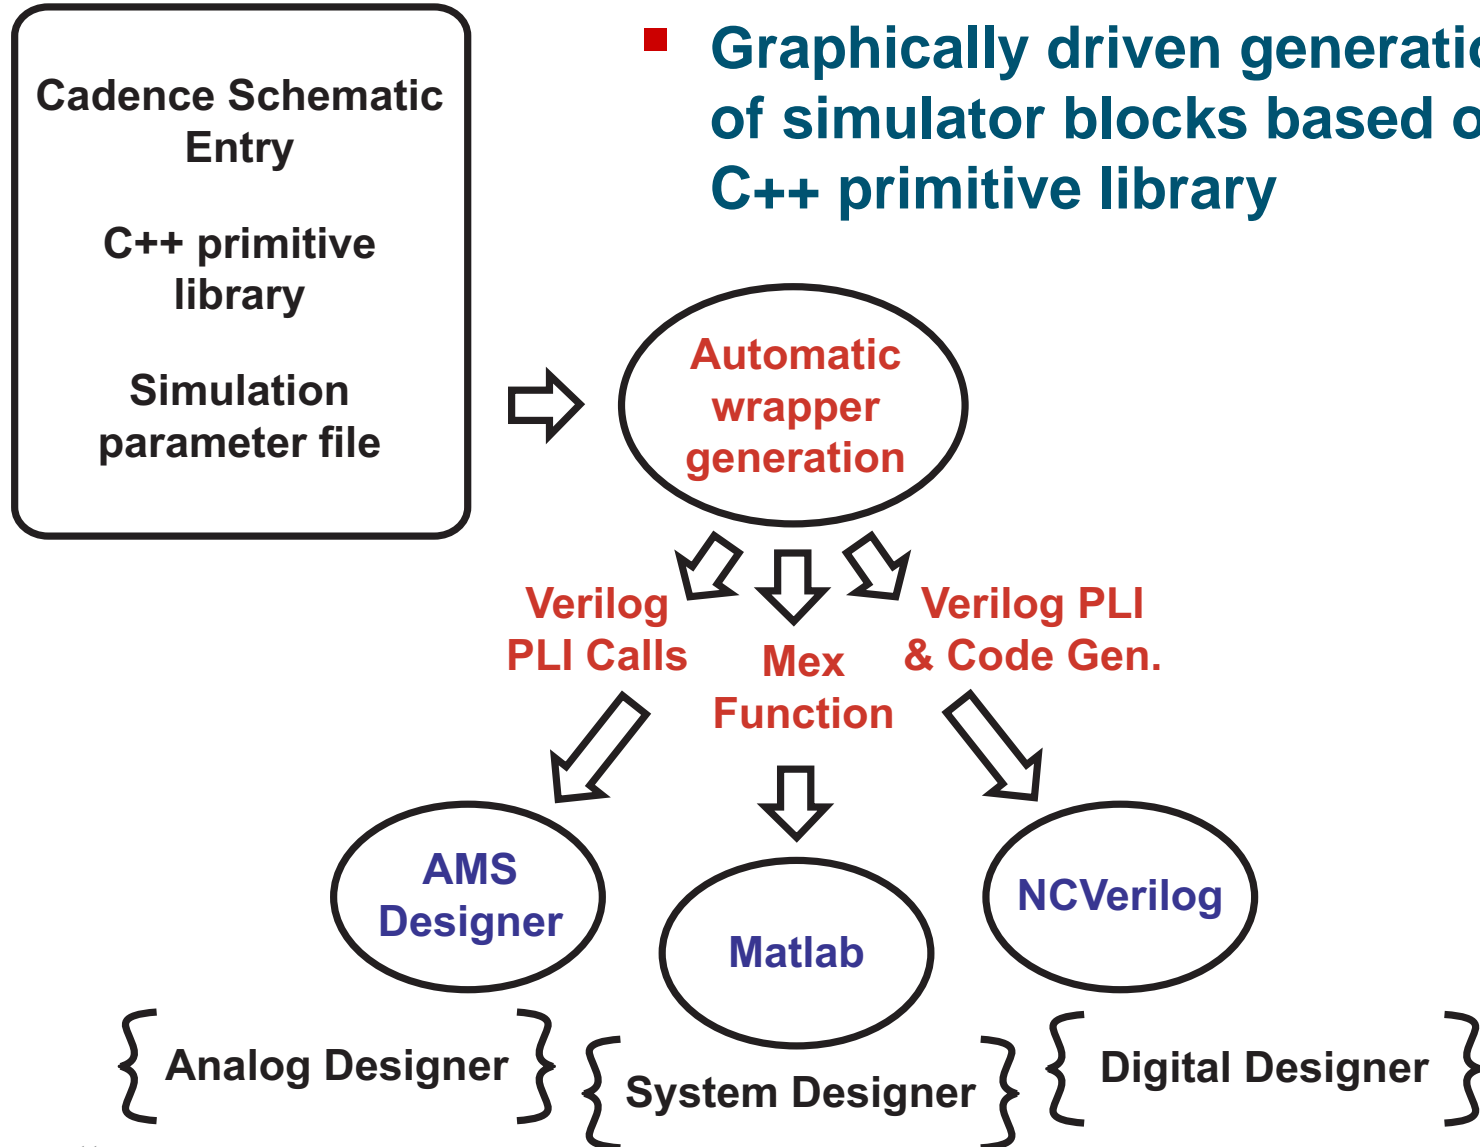 Cadence Schematic
Entry
C++ primitive
library
Simulation
parameter file
Graphically driven generatio
of simulator blocks based o
C++ primitive library
Automatic
wrapper
generation
Verilog
PLI Calls
Mex
Function
Verilog PLI
& Code Gen.
AMS
Designer
Matlab
NCVerilog
Analog Designer
System Designer
Digital Designer